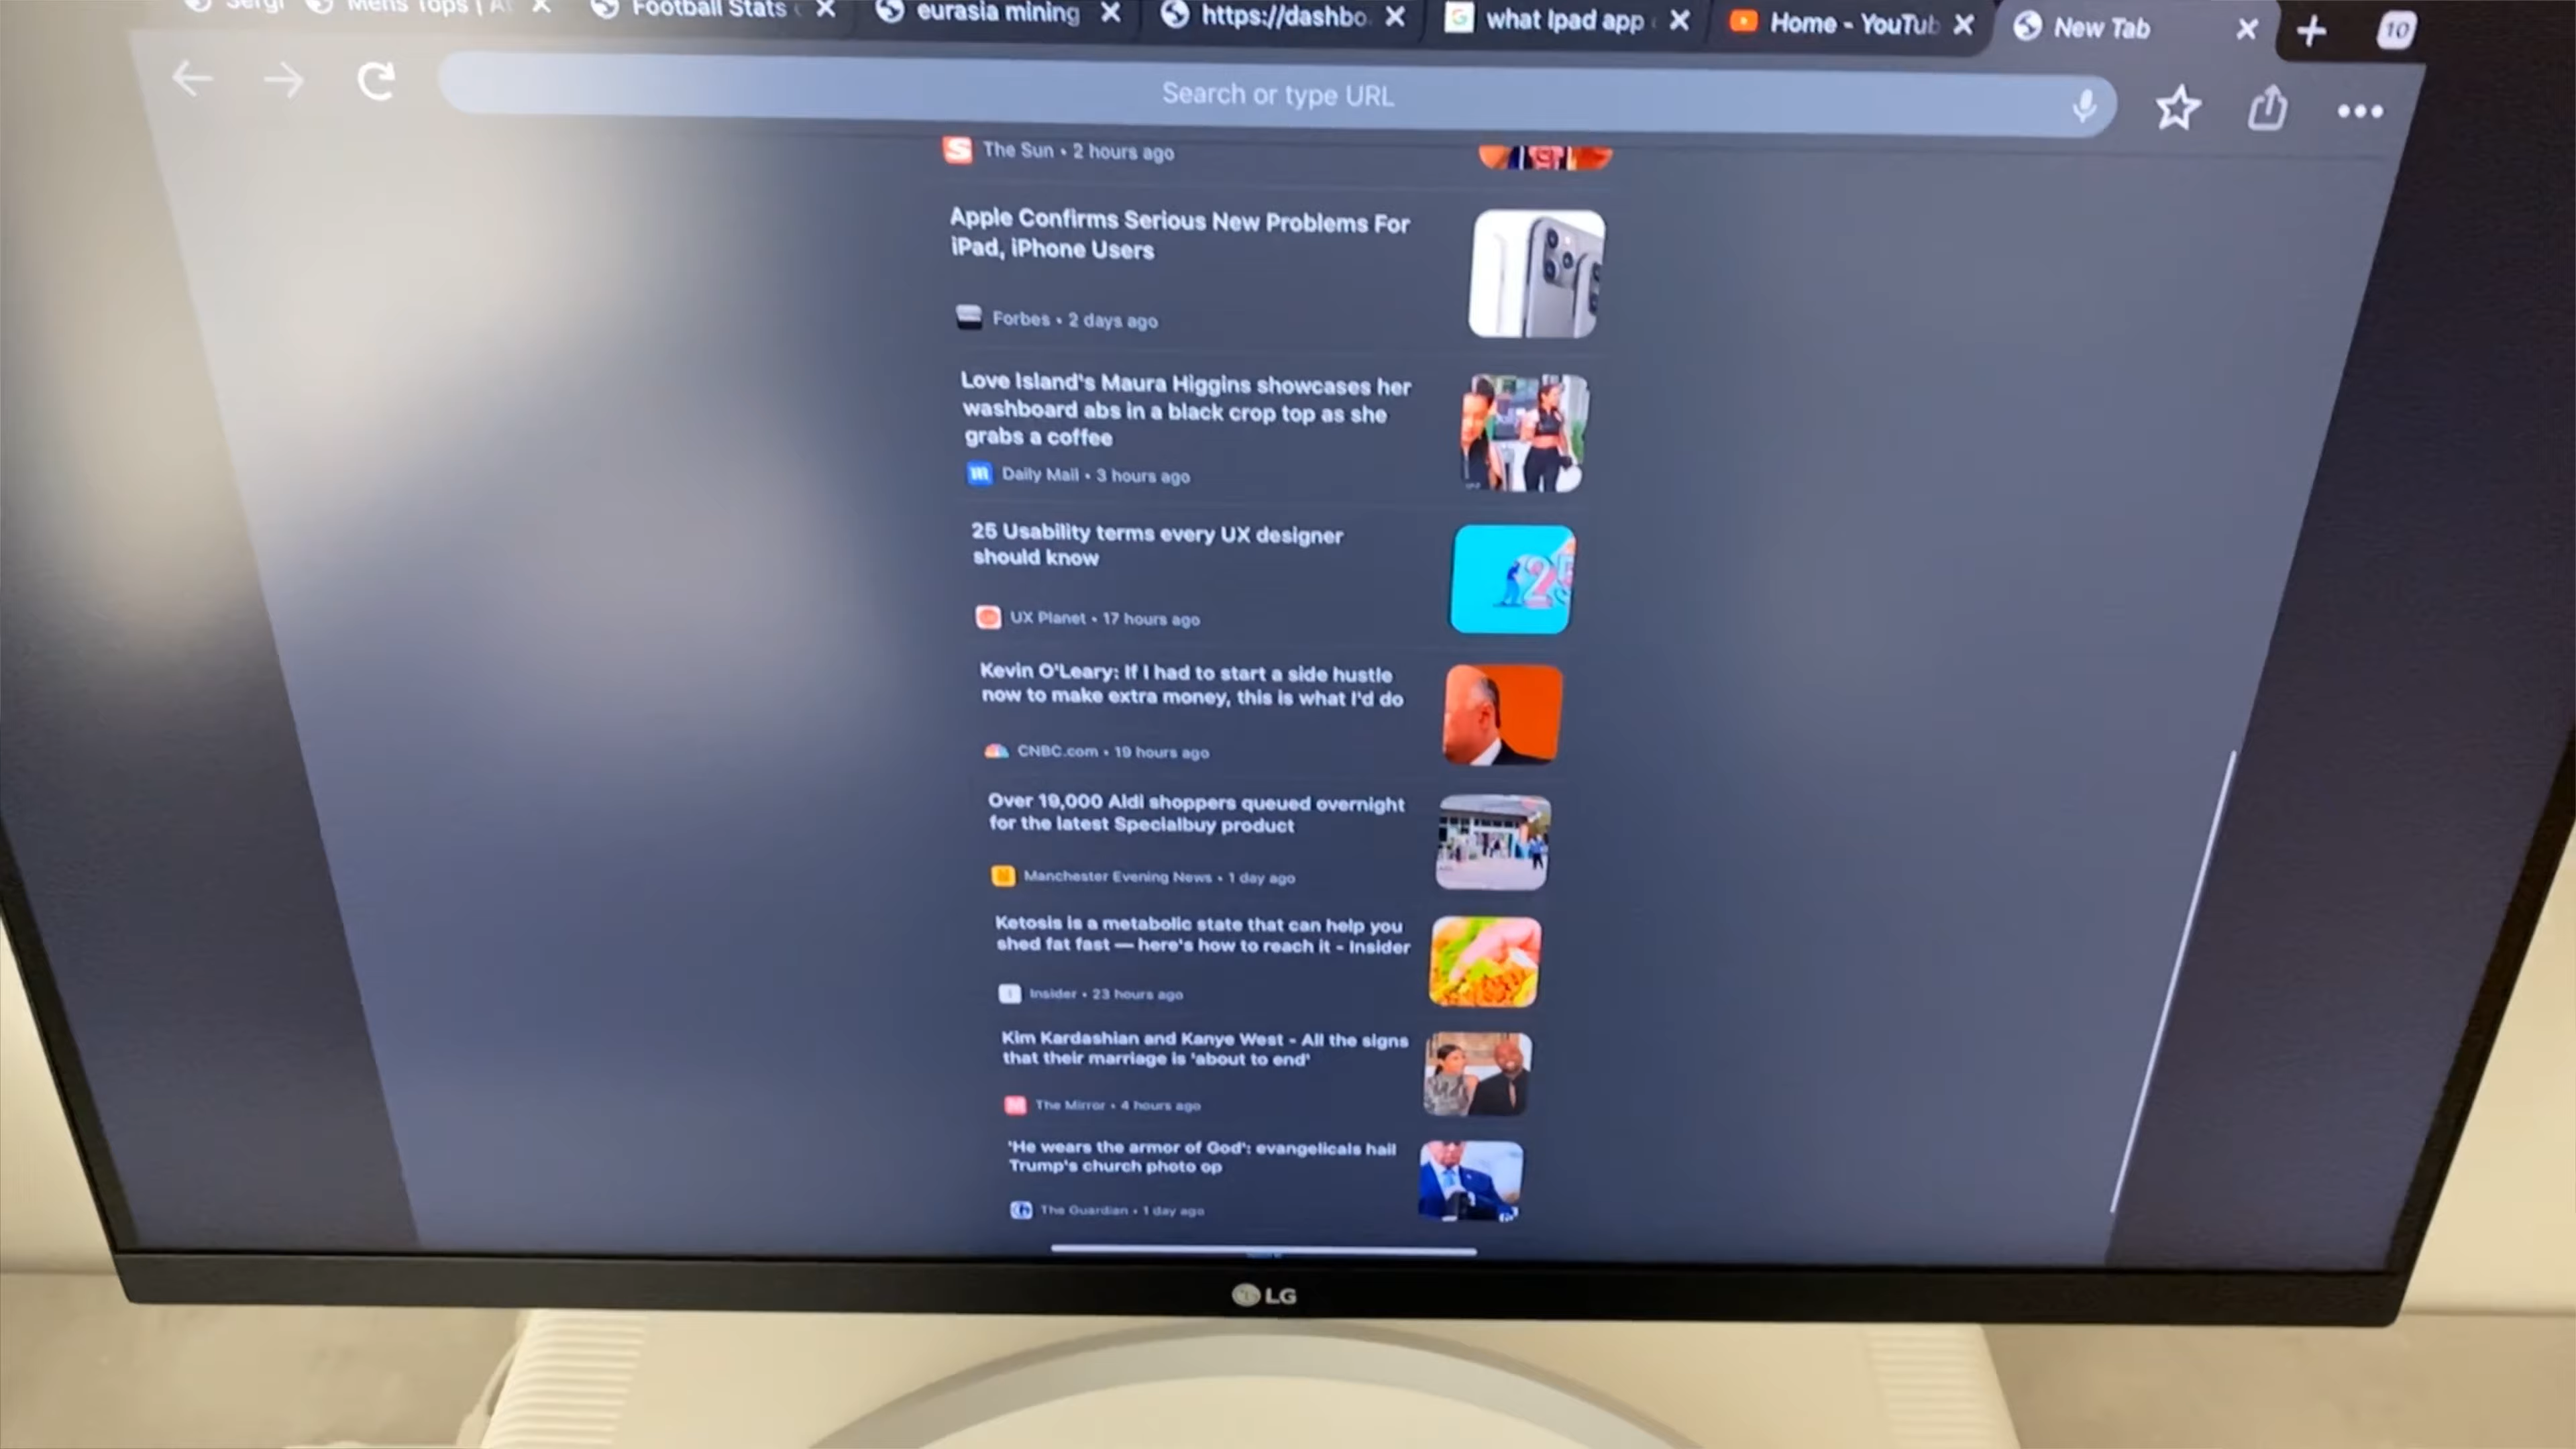 Mens Tops | A
Football Stats
eurasia mining
https://dashbo
what Ipad app
Home - YouTub
New Tab
10
Search or type URL
The Sun • 2 hours ago
Apple Confirms Serious New Problems For
iPad, iPhone Users
Forbes • 2 days ago
Love Island's Maura Higgins showcases her
washboard abs in a black crop top as she
grabs a coffee
Daily Mail • 3 hours ago
25 Usability terms every UX designer
should know
25
UX Planet • 17 hours ago
Kevin O'Leary: If I had to start a side hustle
now to make extra money, this is what I'd do
CNBC.com • 19 hours ago
Over 19,000 Aldi shoppers queued overnight
for the latest Specialbuy product
Manchester Evening News • 1 day ago
Ketosis is a metabolic state that can help you
shed fat fast — here's how to reach it - Insider
Insider • 23 hours ago
Kim Kardashian and Kanye West - All the signs
that their marriage is 'about to end'
The Mirror • 4 hours ago
'He wears the armor of God': evangelicals hail
Trump's church photo op
The Guardian • 1 day ago
LG